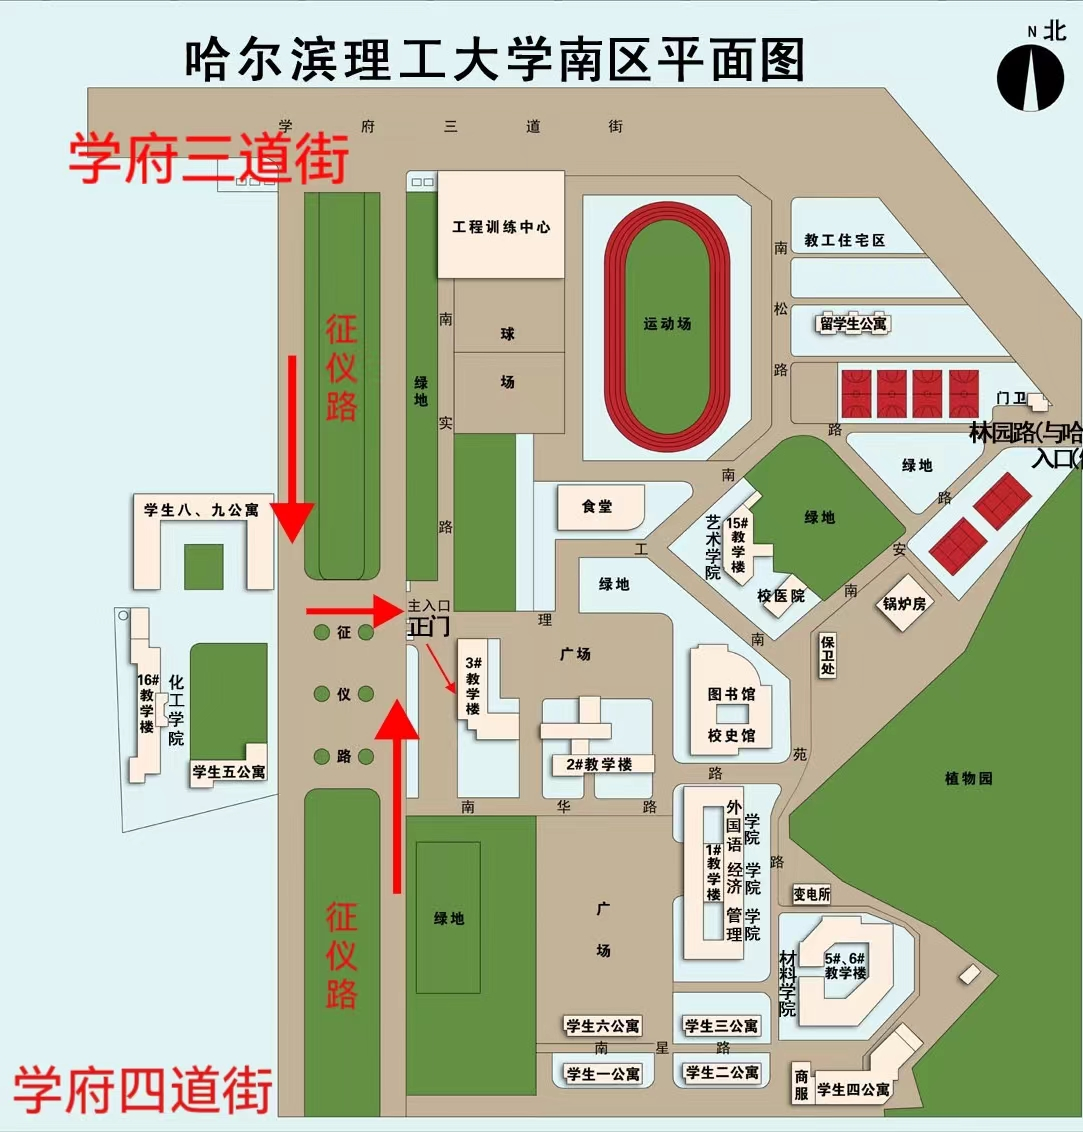 哈尔滨理工大学南区平面图
N 北
学府三道街
学府三道街
工程训练中心
教工住宅区
南松路
运动场
留学生公寓
征仪路
南实路
球场
绿地
门卫
林园路(与哈
入口(
路
绿地
南
路
学生八、九公寓
食堂
艺术学院
15#教学楼
绿地
工
安
绿地
校医院
南
锅炉房
主入口
正门
理
征仪路
广场
南
保卫处
3#教学楼
16#教学楼
化工学院
图书馆
校史馆
学生五公寓
2#教学楼
苑
路
植物园
南华路
外国语学院
1#教学楼
经济学院
管理学院
路
变电所
征仪路
绿地
广场
材料学院
5#、6#
教学楼
学生六公寓
学生三公寓
南星路
学生一公寓
学生二公寓
商服
学生四公寓
学府四道街